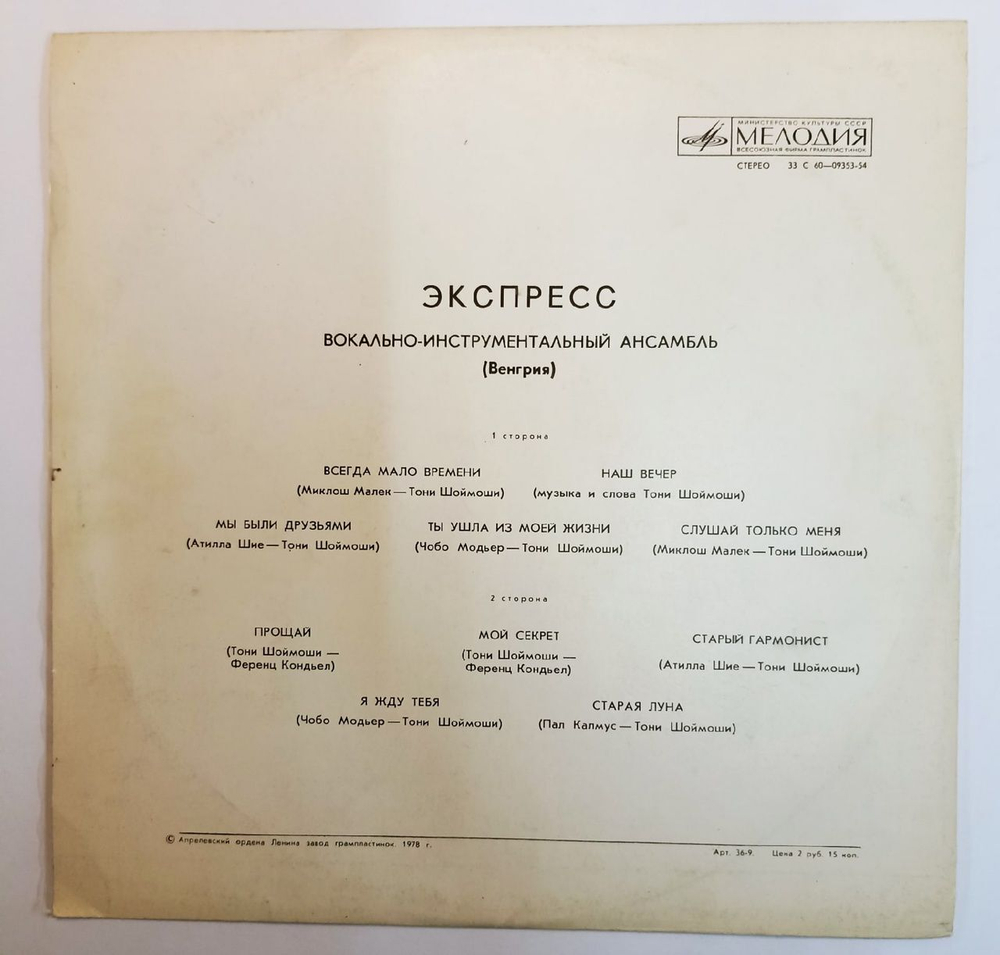 МИНИСТЕРСТВО КУЛЬТУРЫ СССР
МЕЛОДИЯ
ВСЕСОЮЗНАЯ ФИРМА ГРАМПЛАСТИНОК
СТЕРЕО 33 С 60—09353-54
ЭКСПРЕСС
ВОКАЛЬНО-ИНСТРУМЕНТАЛЬНЫЙ АНСАМБЛЬ
(Венгрия)
1 сторона
ВСЕГДА МАЛО ВРЕМЕНИ
(Миклош Малек — Тони Шоймоши)
НАШ ВЕЧЕР
(музыка и слова Тони Шоймоши)
МЫ БЫЛИ ДРУЗЬЯМИ
(Атилла Шие — Тони Шоймоши)
ТЫ УШЛА ИЗ МОЕЙ ЖИЗНИ
(Чобо Модьер — Тони Шоймоши)
СЛУШАЙ ТОЛЬКО МЕНЯ
(Миклош Малек — Тони Шоймоши)
2 сторона
ПРОЩАЙ
(Тони Шоймоши —
Ференц Кондьел)
МОЙ СЕКРЕТ
(Тони Шоймоши —
Ференц Кондьел)
СТАРЫЙ ГАРМОНИСТ
(Атилла Шие — Тони Шоймоши)
Я ЖДУ ТЕБЯ
(Чобо Модьер — Тони Шоймоши)
СТАРАЯ ЛУНА
(Пал Капмус — Тони Шоймоши)
© Апрелевский ордена Ленина завод грампластинок. 1978 г.
Арт. 36-9. Цена 2 руб. 15 коп.